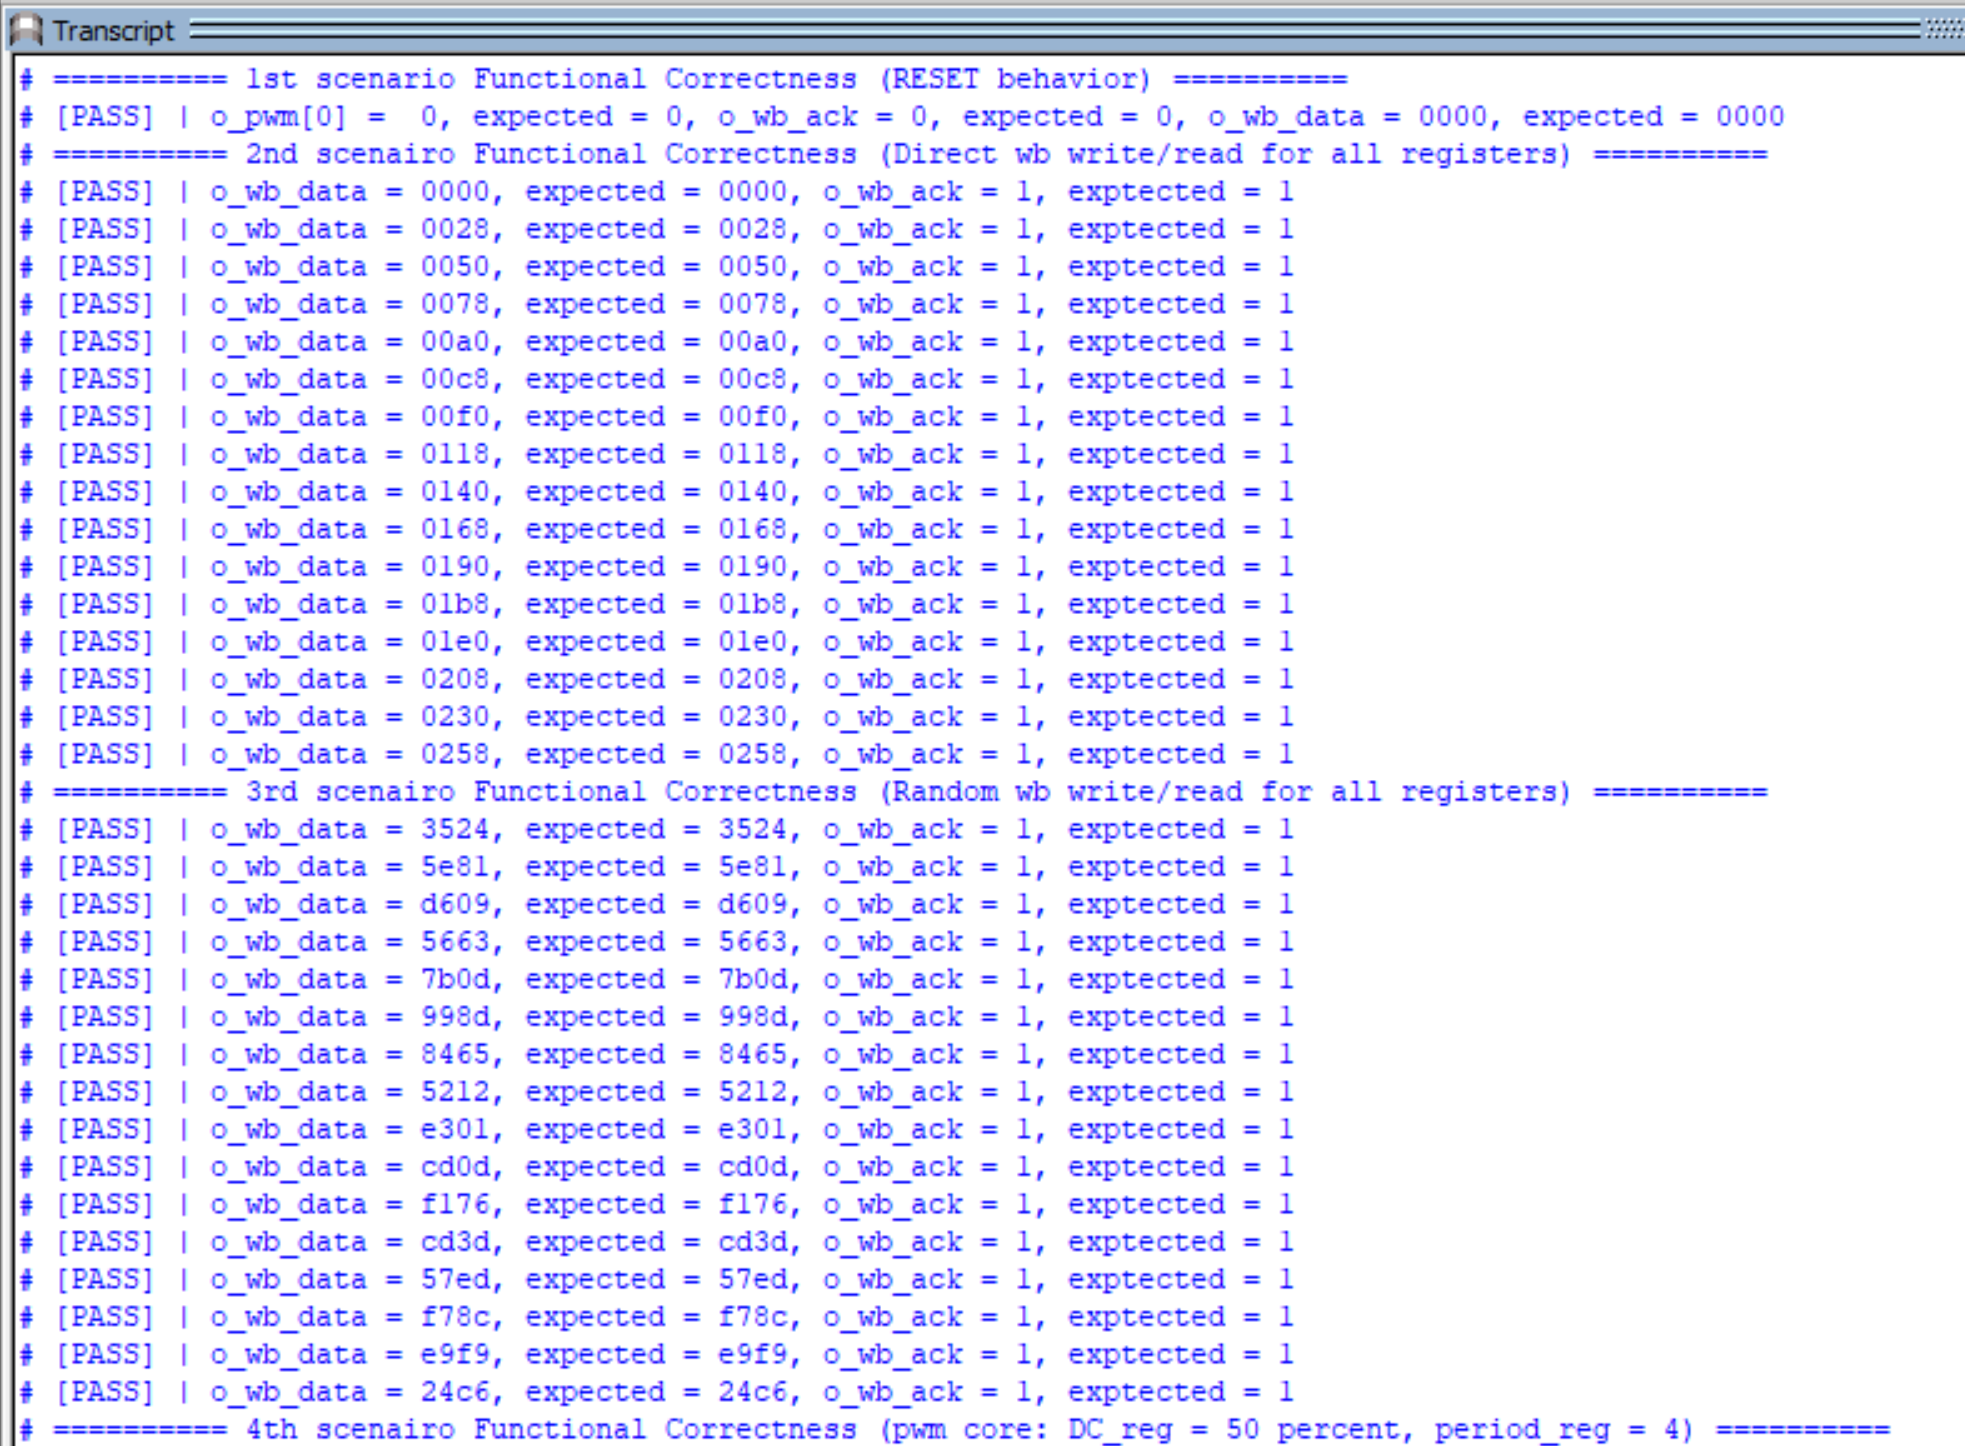 Transcript
# ========== 1st scenario Functional Correctness (RESET behavior) ==========
# [PASS] | o_pwm[0] =  0, expected = 0, o_wb_ack = 0, expected = 0, o_wb_data = 0000, expected = 0000
# ========== 2nd scenairo Functional Correctness (Direct wb write/read for all registers) ==========
# [PASS] | o_wb_data = 0000, expected = 0000, o_wb_ack = 1, exptected = 1
# [PASS] | o_wb_data = 0028, expected = 0028, o_wb_ack = 1, exptected = 1
# [PASS] | o_wb_data = 0050, expected = 0050, o_wb_ack = 1, exptected = 1
# [PASS] | o_wb_data = 0078, expected = 0078, o_wb_ack = 1, exptected = 1
# [PASS] | o_wb_data = 00a0, expected = 00a0, o_wb_ack = 1, exptected = 1
# [PASS] | o_wb_data = 00c8, expected = 00c8, o_wb_ack = 1, exptected = 1
# [PASS] | o_wb_data = 00f0, expected = 00f0, o_wb_ack = 1, exptected = 1
# [PASS] | o_wb_data = 0118, expected = 0118, o_wb_ack = 1, exptected = 1
# [PASS] | o_wb_data = 0140, expected = 0140, o_wb_ack = 1, exptected = 1
# [PASS] | o_wb_data = 0168, expected = 0168, o_wb_ack = 1, exptected = 1
# [PASS] | o_wb_data = 0190, expected = 0190, o_wb_ack = 1, exptected = 1
# [PASS] | o_wb_data = 01b8, expected = 01b8, o_wb_ack = 1, exptected = 1
# [PASS] | o_wb_data = 01e0, expected = 01e0, o_wb_ack = 1, exptected = 1
# [PASS] | o_wb_data = 0208, expected = 0208, o_wb_ack = 1, exptected = 1
# [PASS] | o_wb_data = 0230, expected = 0230, o_wb_ack = 1, exptected = 1
# [PASS] | o_wb_data = 0258, expected = 0258, o_wb_ack = 1, exptected = 1
# ========== 3rd scenairo Functional Correctness (Random wb write/read for all registers) ==========
# [PASS] | o_wb_data = 3524, expected = 3524, o_wb_ack = 1, exptected = 1
# [PASS] | o_wb_data = 5e81, expected = 5e81, o_wb_ack = 1, exptected = 1
# [PASS] | o_wb_data = d609, expected = d609, o_wb_ack = 1, exptected = 1
# [PASS] | o_wb_data = 5663, expected = 5663, o_wb_ack = 1, exptected = 1
# [PASS] | o_wb_data = 7b0d, expected = 7b0d, o_wb_ack = 1, exptected = 1
# [PASS] | o_wb_data = 998d, expected = 998d, o_wb_ack = 1, exptected = 1
# [PASS] | o_wb_data = 8465, expected = 8465, o_wb_ack = 1, exptected = 1
# [PASS] | o_wb_data = 5212, expected = 5212, o_wb_ack = 1, exptected = 1
# [PASS] | o_wb_data = e301, expected = e301, o_wb_ack = 1, exptected = 1
# [PASS] | o_wb_data = cd0d, expected = cd0d, o_wb_ack = 1, exptected = 1
# [PASS] | o_wb_data = f176, expected = f176, o_wb_ack = 1, exptected = 1
# [PASS] | o_wb_data = cd3d, expected = cd3d, o_wb_ack = 1, exptected = 1
# [PASS] | o_wb_data = 57ed, expected = 57ed, o_wb_ack = 1, exptected = 1
# [PASS] | o_wb_data = f78c, expected = f78c, o_wb_ack = 1, exptected = 1
# [PASS] | o_wb_data = e9f9, expected = e9f9, o_wb_ack = 1, exptected = 1
# [PASS] | o_wb_data = 24c6, expected = 24c6, o_wb_ack = 1, exptected = 1
# ========== 4th scenairo Functional Correctness (pwm core: DC_reg = 50 percent, period_reg = 4) ==========